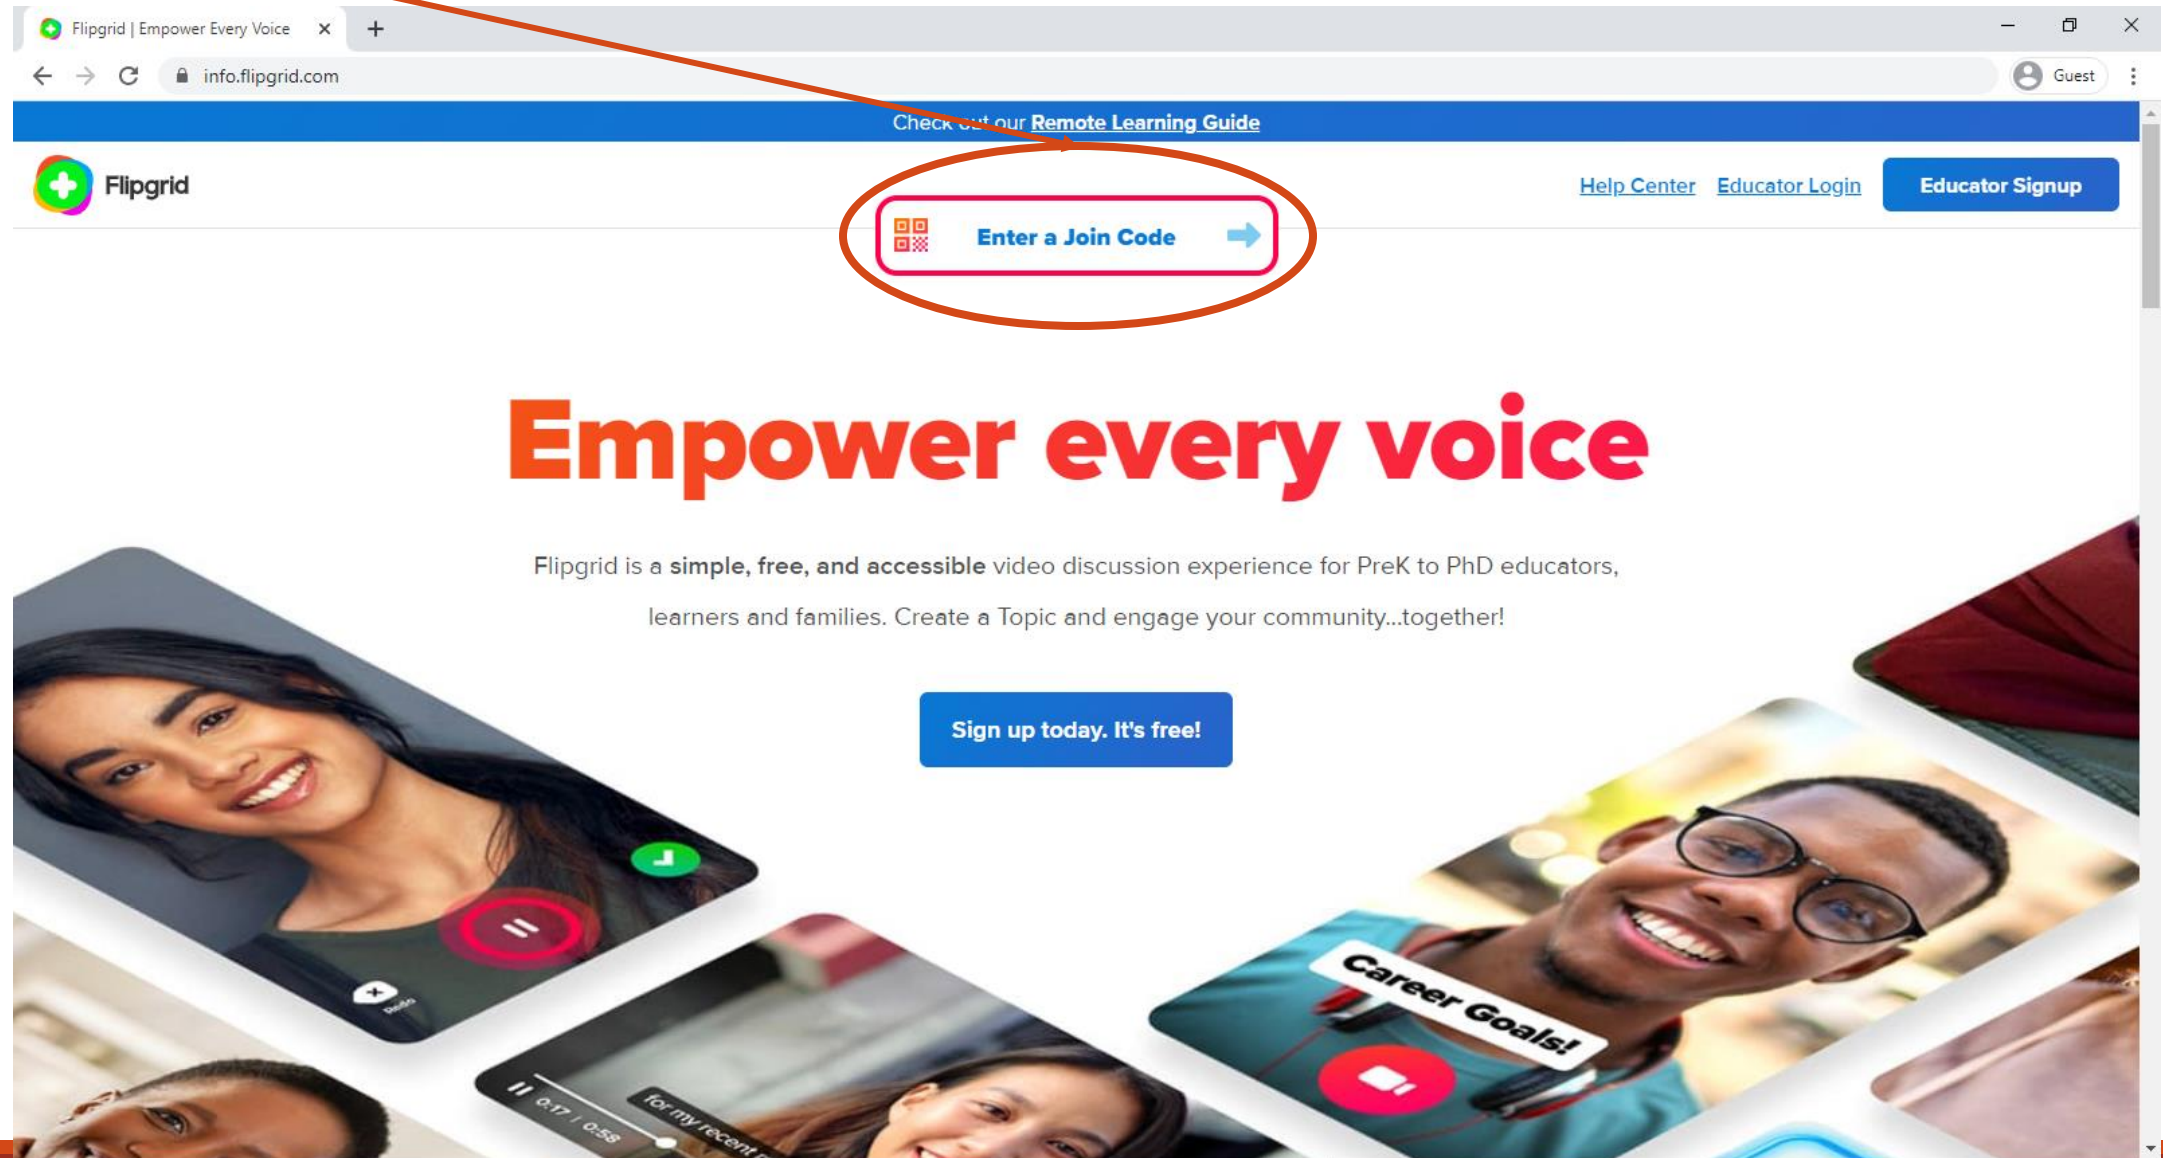 Flipgrid | Empower Every Voice
info.flipgrid.com
Guest
Check out our Remote Learning Guide
Flipgrid
Help Center
Educator Login
Educator Signup
Enter a Join Code
Empower every voice
Flipgrid is a simple, free, and accessible video discussion experience for PreK to PhD educators,
learners and families. Create a Topic and engage your community...together!
Sign up today. It's free!
Redo
Career Goals!
0:17 | 0:58
for my recent